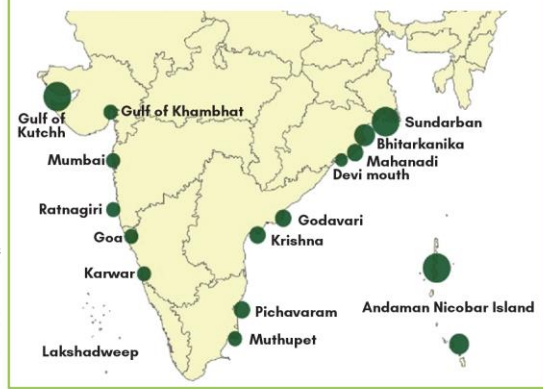 Gulf of
Kutchh
Gulf of Khambhat
Mumbai
Ratnagiri
Goa
Karwar
Lakshadweep
Sundarban
Bhitarkanika
Mahanadi
Devi mouth
Godavari
Krishna
Pichavaram
Muthupet
Andaman Nicobar Island